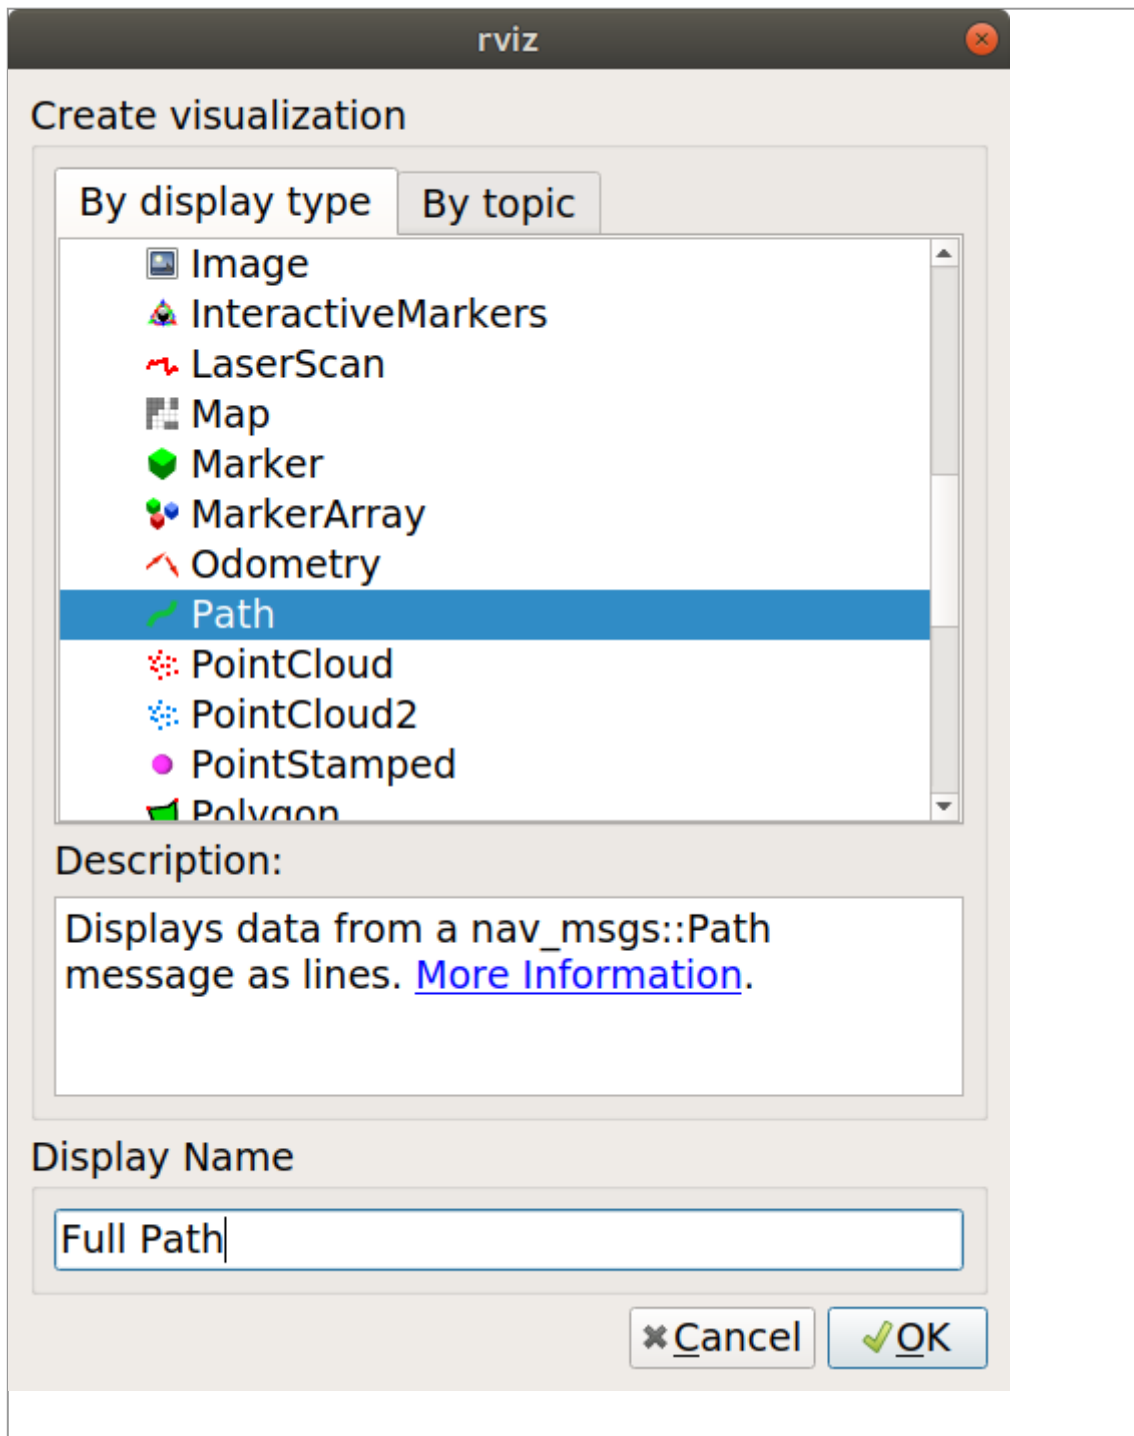 rviz
Create visualization
By display type
By topic
Image
InteractiveMarkers
LaserScan
Map
Marker
MarkerArray
Odometry
Path
PointCloud
PointCloud2
PointStamped
Polygon
Description:
Displays data from a nav_msgs::Path
message as lines. More Information.
Display Name
Full Path
Cancel
OK